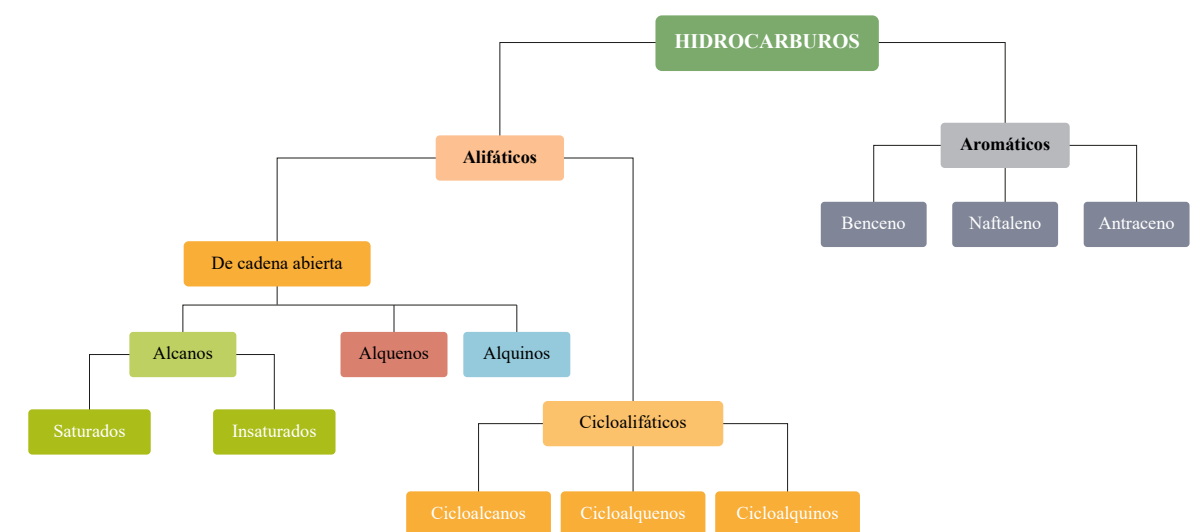 HIDROCARBUROS
Alifáticos
Aromáticos
Benceno
Naftaleno
Antraceno
De cadena abierta
Alcanos
Alquenos
Alquinos
Saturados
Insaturados
Cicloalifáticos
Cicloalcanos
Cicloalquenos
Cicloalquinos